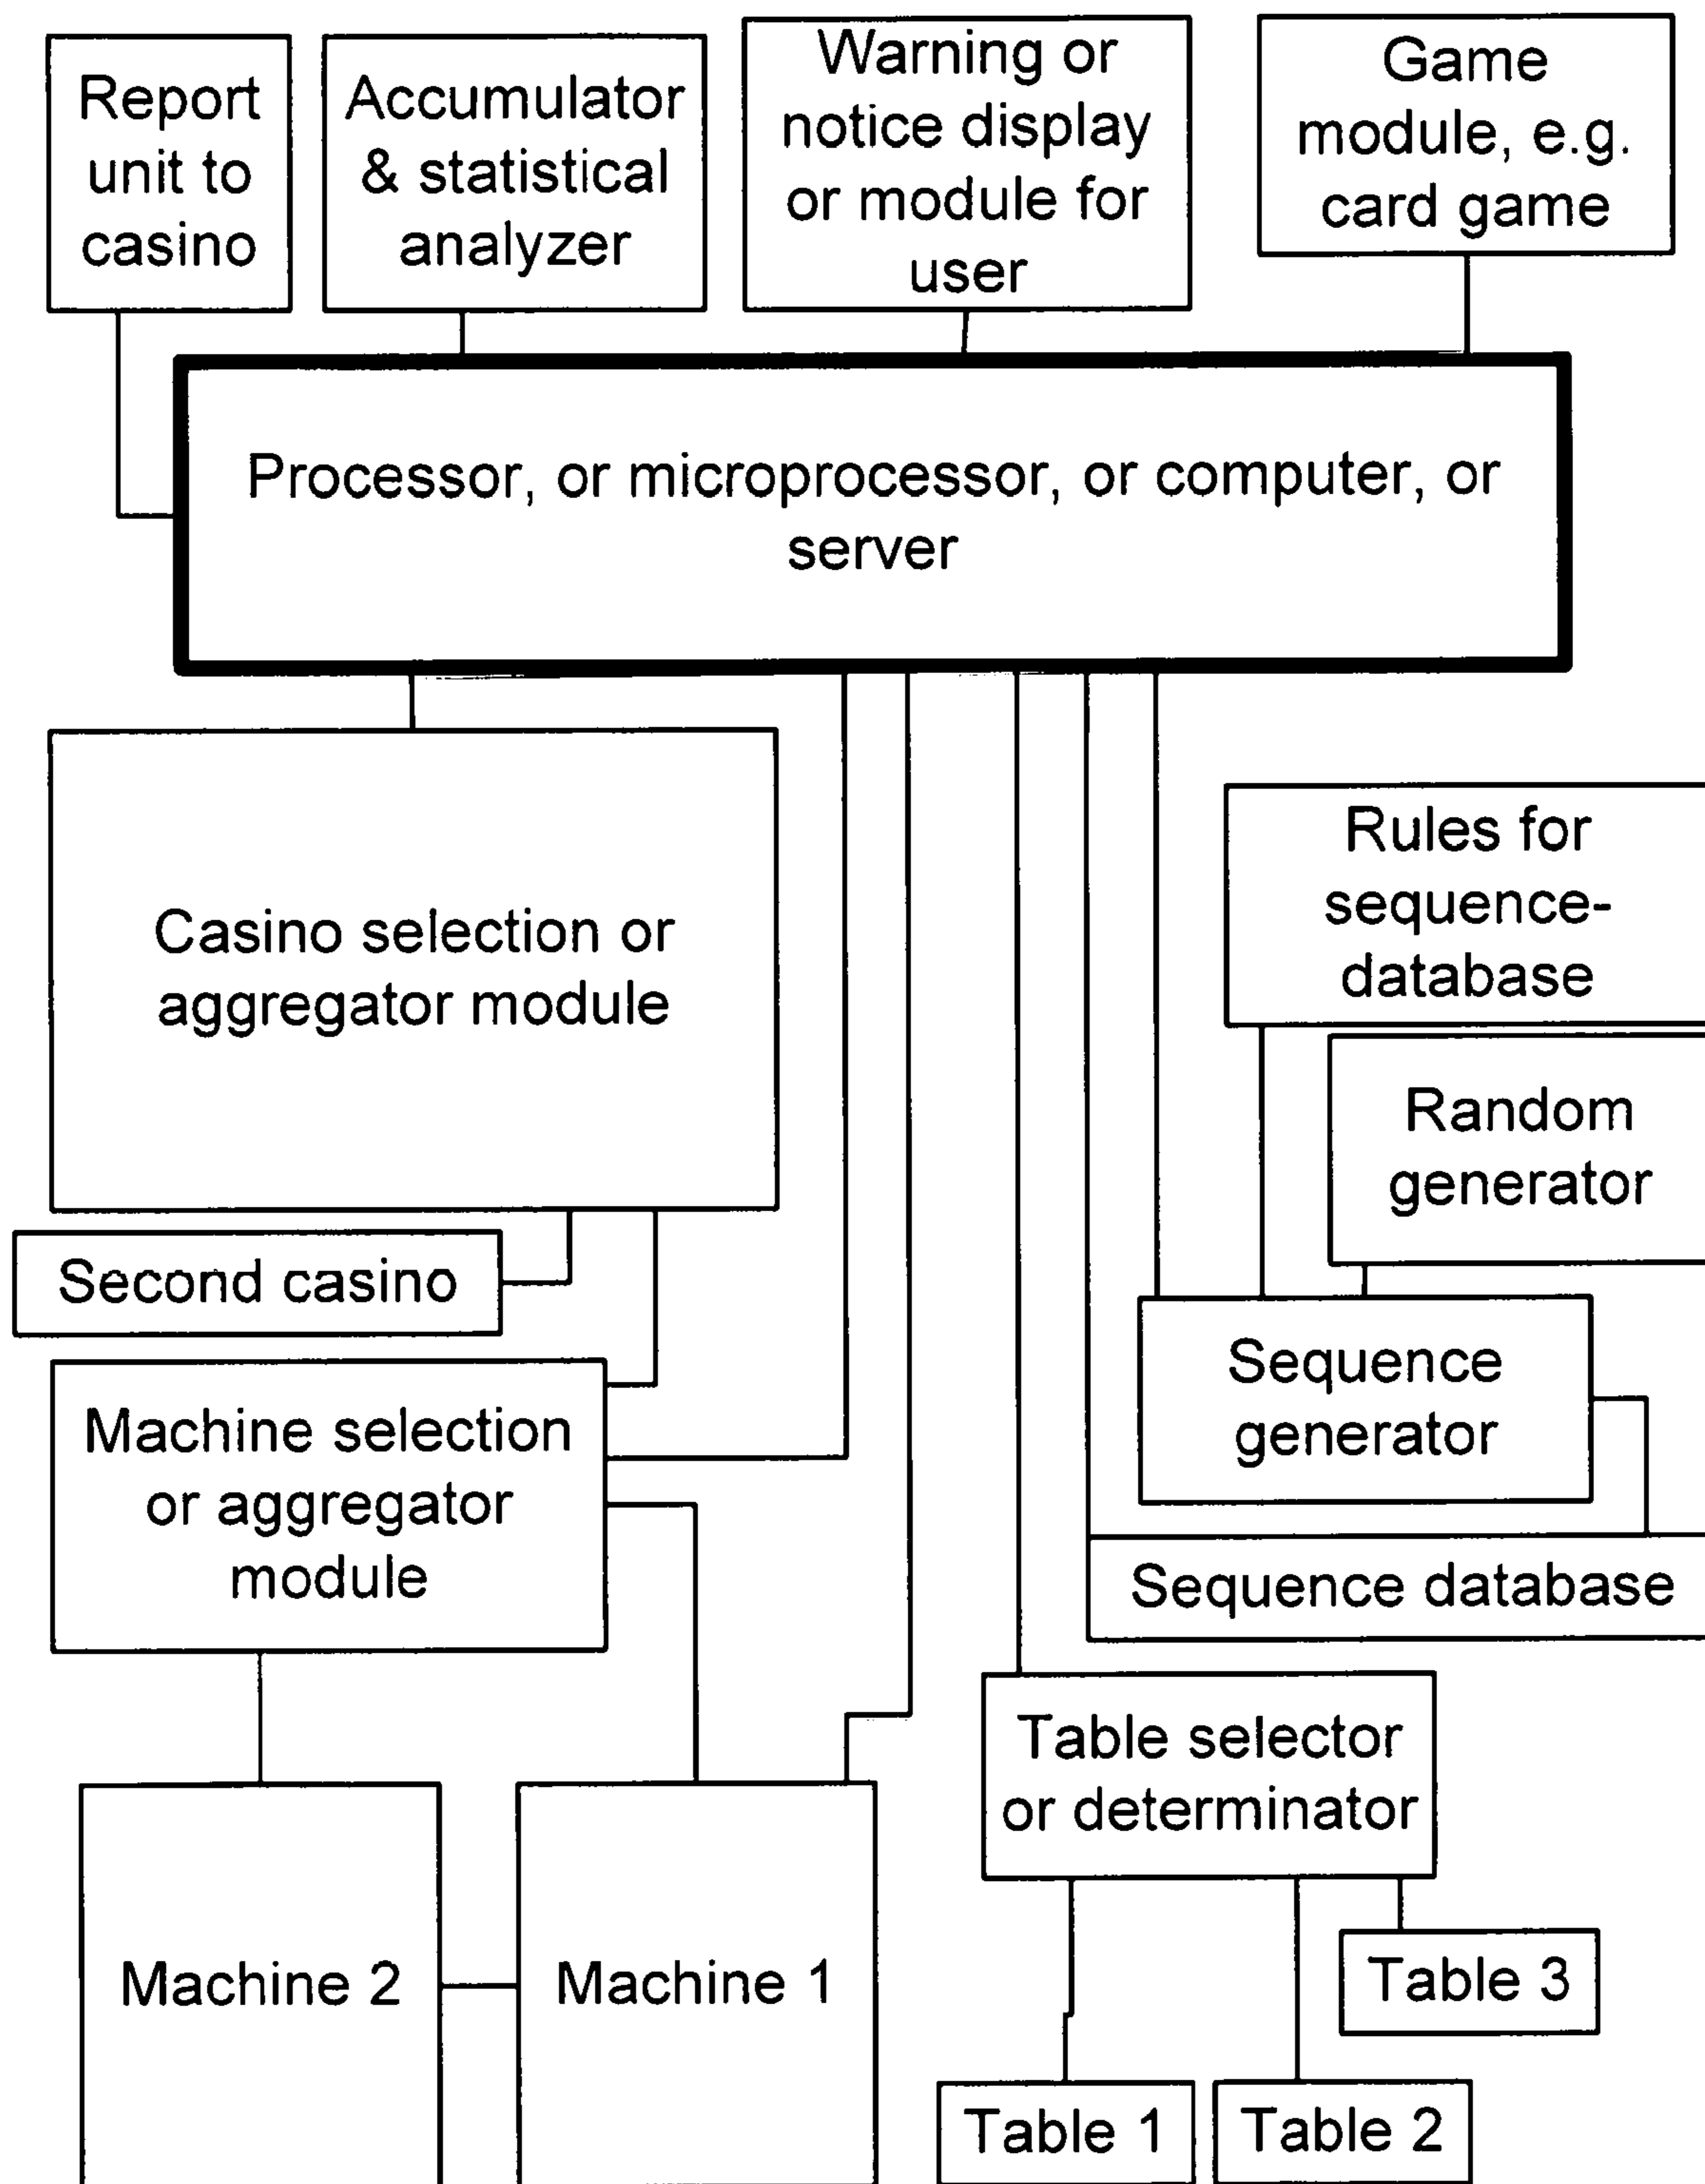 Report
unit to
casino
Accumulator
& statistical
analyzer
Warning or
notice display
or module for
user
Game
module, e.g.
card game
Processor, or microprocessor, or computer, or
server
Casino selection or
aggregator module
Rules for
sequence-
database
Random
generator
Second casino
Sequence
generator
Machine selection
or aggregator
module
Sequence database
Table selector
or determinator
Machine 2
Machine 1
Table 3
Table 1
Table 2